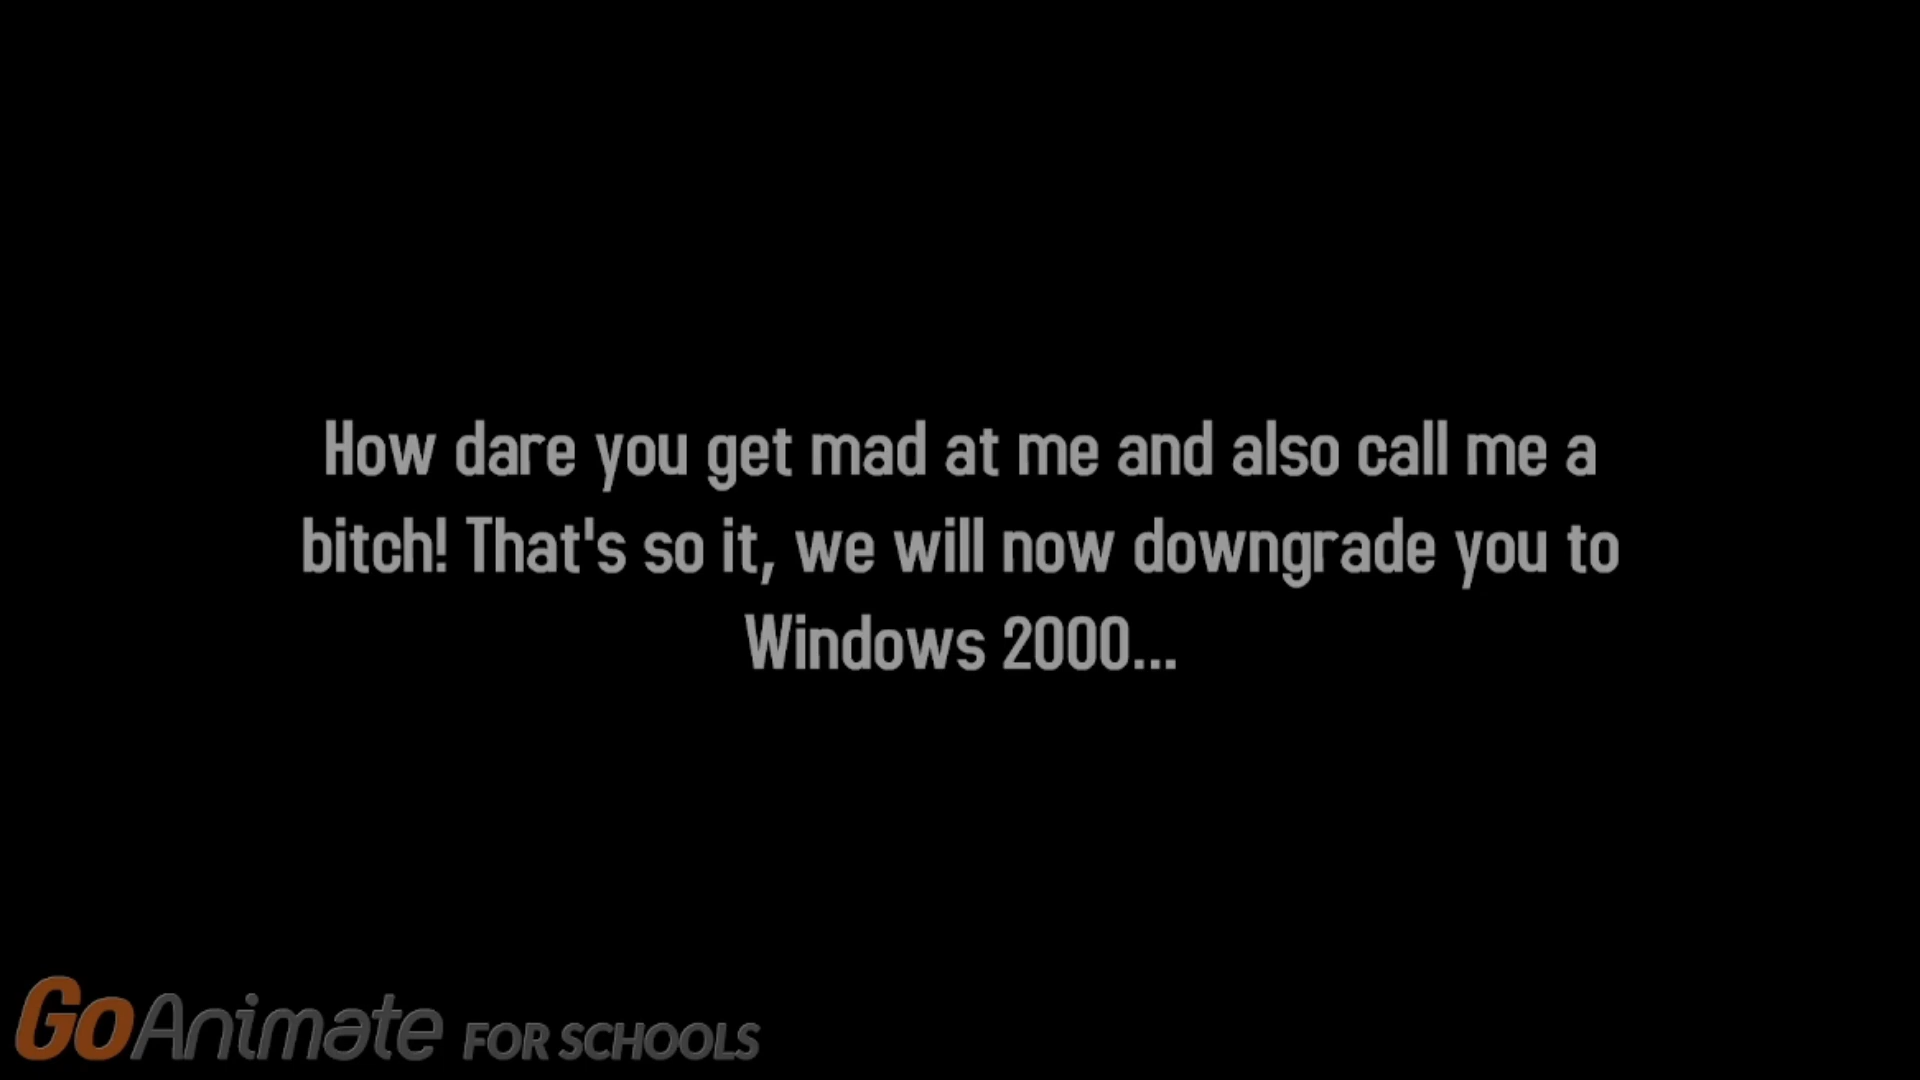 How dare you get mad at me and also call me a
bitch! That's so it, we will now downgrade you to
Windows 2000...
GoAnimate FOR SCHOOLS